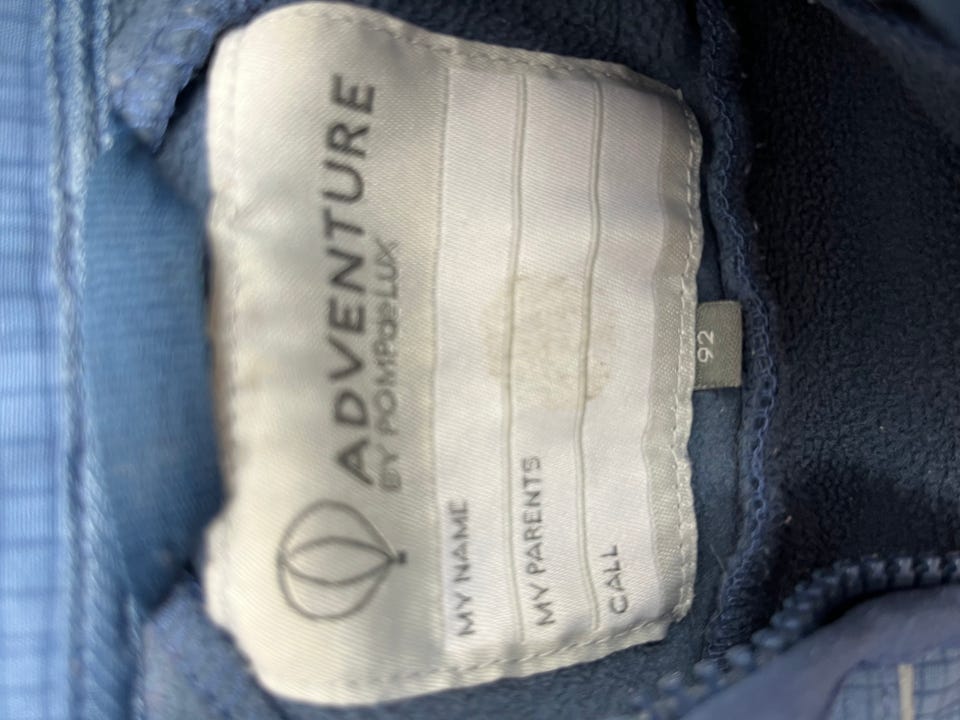 ADVENTURE
BY POMPdeLUX
MY NAME
MY PARENTS
CALL
92